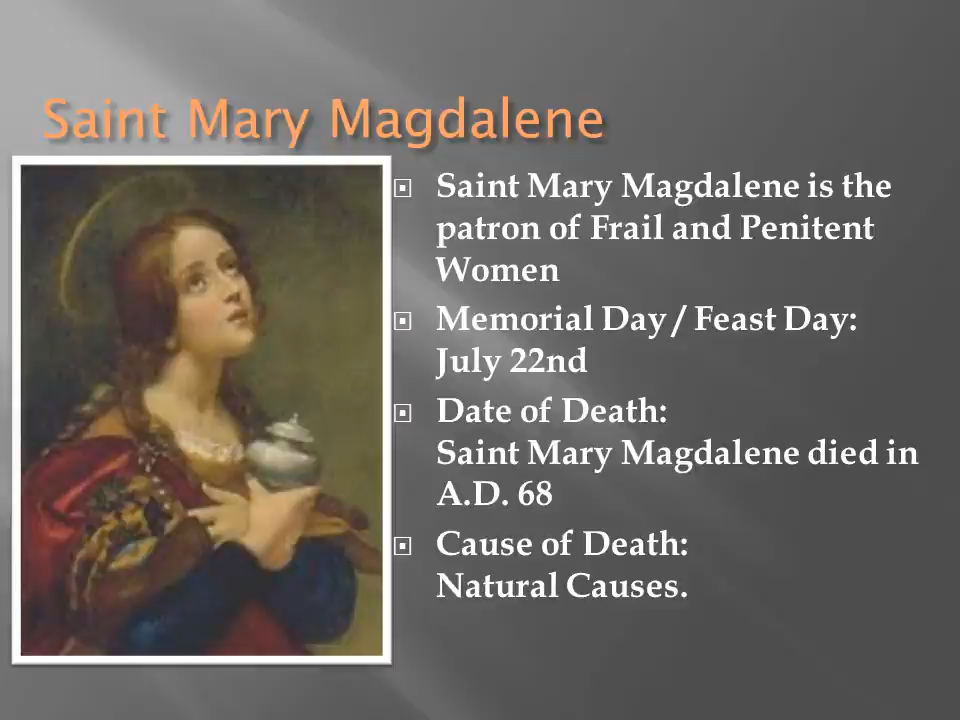 Saint Mary Magdalene
Saint Mary Magdalene is the
patron of Frail and Penitent
Women
Memorial Day / Feast Day:
July 22nd
Date of Death:
Saint Mary Magdalene died in
A.D. 68
Cause of Death:
Natural Causes.